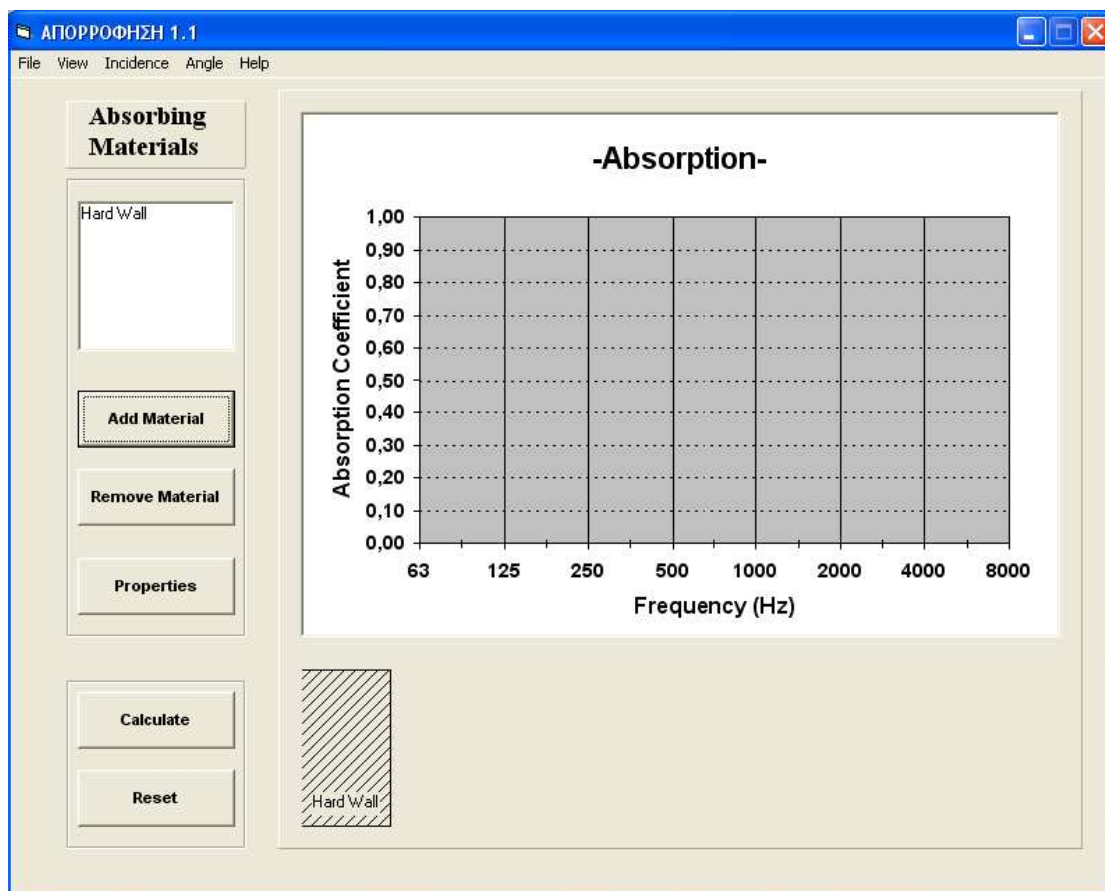 ΑΠΟΡΡΟΦΗΣΗ 1.1
File View Incidence Angle Help
Absorbing
Materials
Hard Wall
Add Material
Remove Material
Properties
Calculate
Reset
-Absorption-
Absorption Coefficient
1,00
0,90
0,80
0,70
0,60
0,50
0,40
0,30
0,20
0,10
0,00
63 125 250 500 1000 2000 4000 8000
Frequency (Hz)
Hard Wall